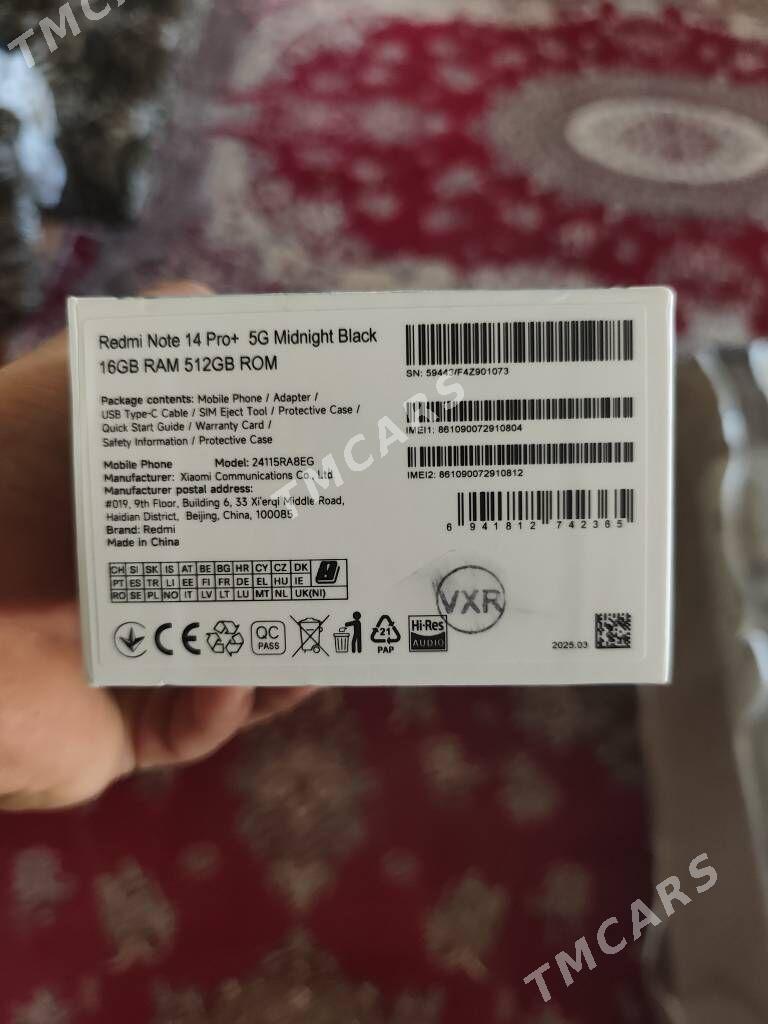 TMCARS
Redmi Note 14 Pro+ 5G Midnight Black
16GB RAM 512GB ROM
Package contents: Mobile Phone / Adapter /
USB Type-C Cable / SIM Eject Tool / Protective Case /
Quick Start Guide / Warranty Card /
Safety Information / Protective Case
Mobile Phone Model: 24115RA8EG
Manufacturer: Xiaomi Communications Co., Ltd
Manufacturer postal address:
#019, 9th Floor, Building 6, 33 Xi'erqi Middle Road,
Haidian District, Beijing, China, 100085
Brand: Redmi
Made in China
CH SI SK IS AT BE BG HR CY CZ DK
PT ES TR LI EE FI FR DE EL HU IE
RO SE PL NO IT LV LT LU MT NL UK(NI)
CE
QC
PASS
21
PAP
Hi-Res
AUDIO
SN: 59443/F4Z901073
IMEI1: 861090072910804
IMEI2: 861090072910812
6 941812 742365
VXR
2025.03
TMCARS
TMCARS